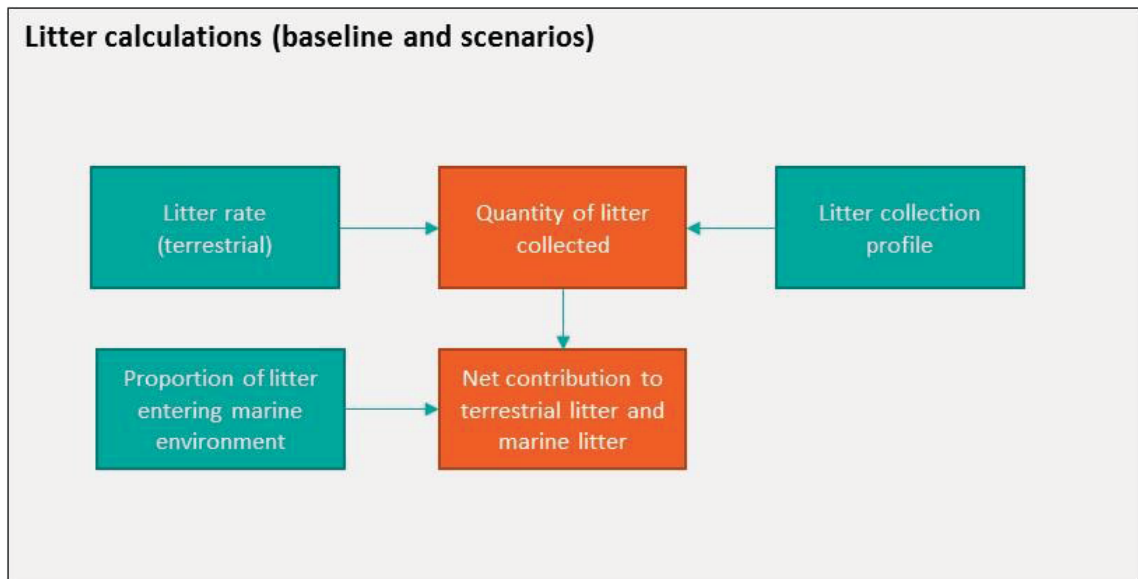 Litter calculations (baseline and scenarios)
Litter rate
(terrestrial)
Quantity of litter
collected
Litter collection
profile
Proportion of litter
entering marine
environment
Net contribution to
terrestrial litter and
marine litter